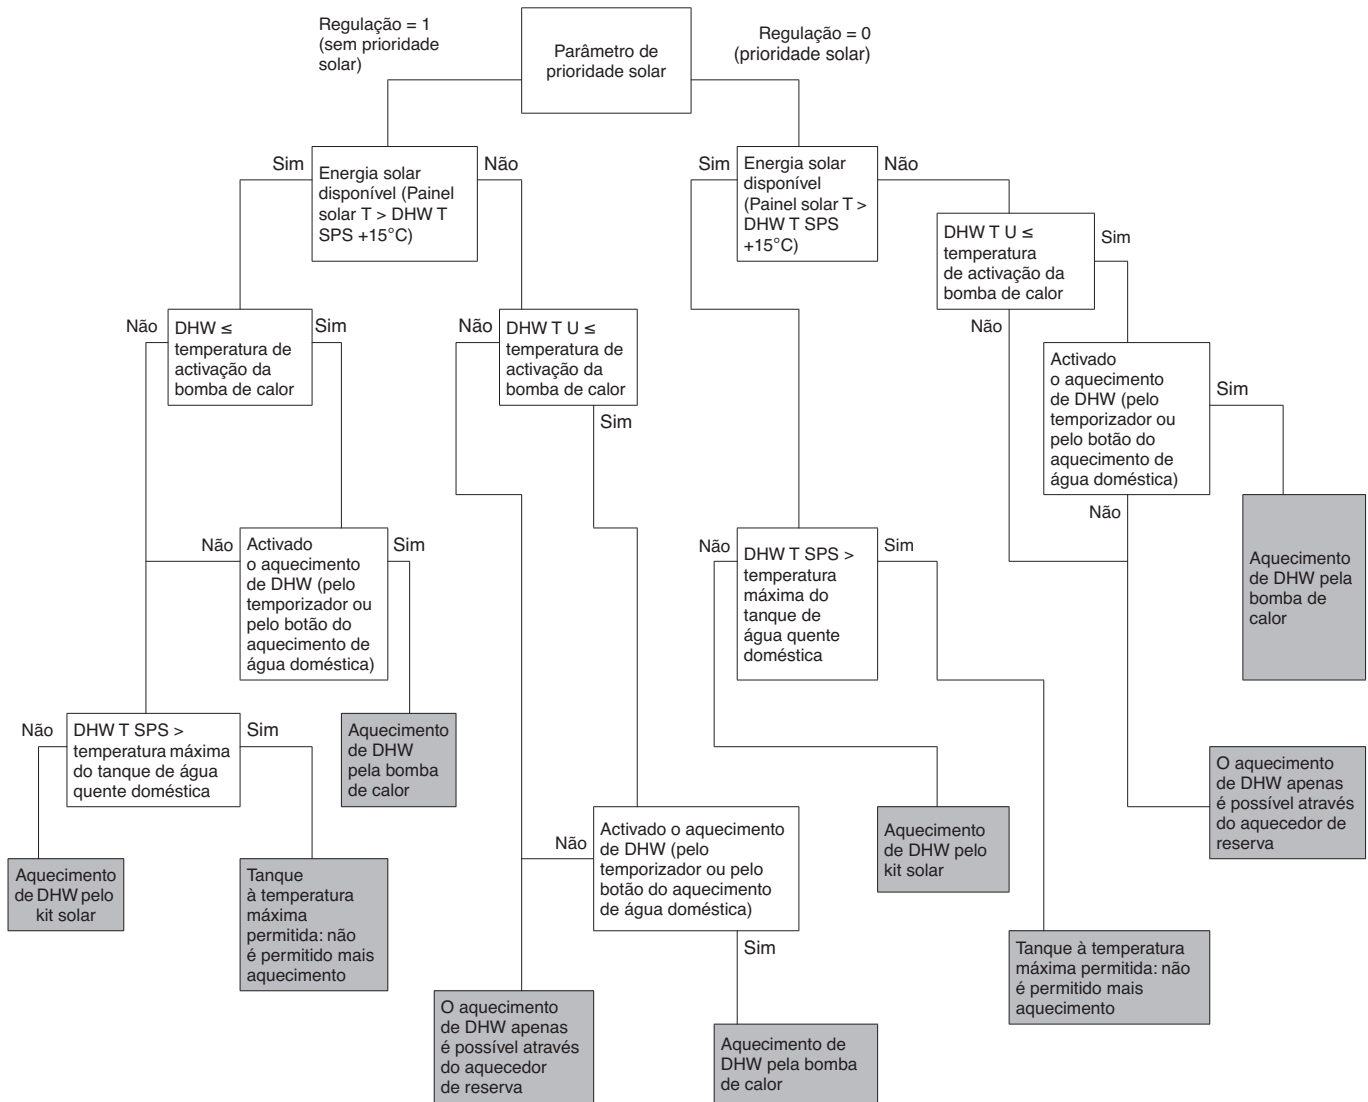 Regulação = 1
(sem prioridade
solar)
Parâmetro de
prioridade solar
Regulação = 0
(prioridade solar)
Sim
Energia solar
disponível (Painel
solar T > DHW T
SPS +15°C)
Não
Sim
Energia solar
disponível
(Painel solar T >
DHW T SPS
+15°C)
Não
DHW T U ≤
temperatura
de activação da
bomba de calor
Sim
Não
Não
DHW ≤
temperatura de
activação da
bomba de calor
Sim
Não
DHW T U ≤
temperatura de
activação da
bomba de calor
Sim
Activado
o aquecimento
de DHW (pelo
temporizador ou
pelo botão do
aquecimento de
água doméstica)
Sim
Não
Não
Activado
o aquecimento
de DHW (pelo
temporizador ou
pelo botão do
aquecimento de
água doméstica)
Sim
Não
DHW T SPS >
temperatura
máxima do
tanque de
água quente
doméstica
Sim
Aquecimento
de DHW pela
bomba de
calor
Não
DHW T SPS >
temperatura máxima
do tanque de água
quente doméstica
Sim
Aquecimento
de DHW
pela bomba
de calor
O aquecimento
de DHW apenas
é possível através
do aquecedor de
reserva
Não
Activado o aquecimento
de DHW (pelo
temporizador ou pelo
botão do aquecimento
de água doméstica)
Sim
Aquecimento
de DHW pelo
kit solar
Aquecimento
de DHW pelo
kit solar
Tanque
à temperatura
máxima
permitida: não
é permitido mais
aquecimento
Tanque à temperatura
máxima permitida: não
é permitido mais
aquecimento
O aquecimento
de DHW apenas
é possível através
do aquecedor
de reserva
Aquecimento de
DHW pela bomba
de calor